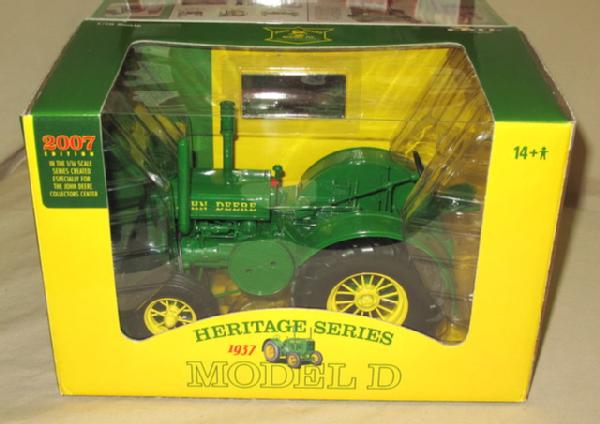 2007
EDITION
IN THE 1/16 SCALE
SERIES CREATED
ESPECIALLY FOR
THE JOHN DEERE
COLLECTORS CENTER
14+
HN DEERE
HERITAGE SERIES
1937
MODEL D